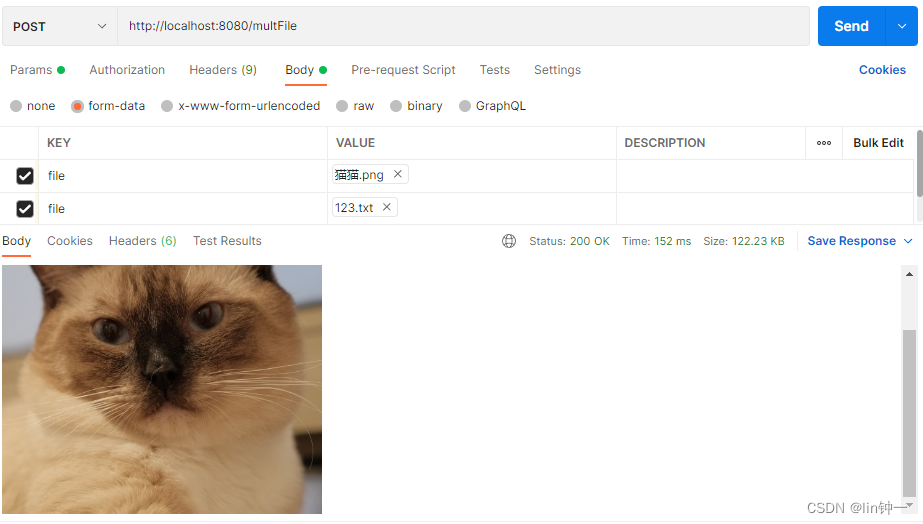 POST http://localhost:8080/multFile Send
Params Authorization Headers (9) Body Pre-request Script Tests Settings Cookies
none form-data x-www-form-urlencoded raw binary GraphQL
KEY VALUE DESCRIPTION Bulk Edit
file 猫猫.png
file 123.txt
Body Cookies Headers (6) Test Results Status: 200 OK Time: 152 ms Size: 122.23 KB Save Response
CSDN @lin钟一